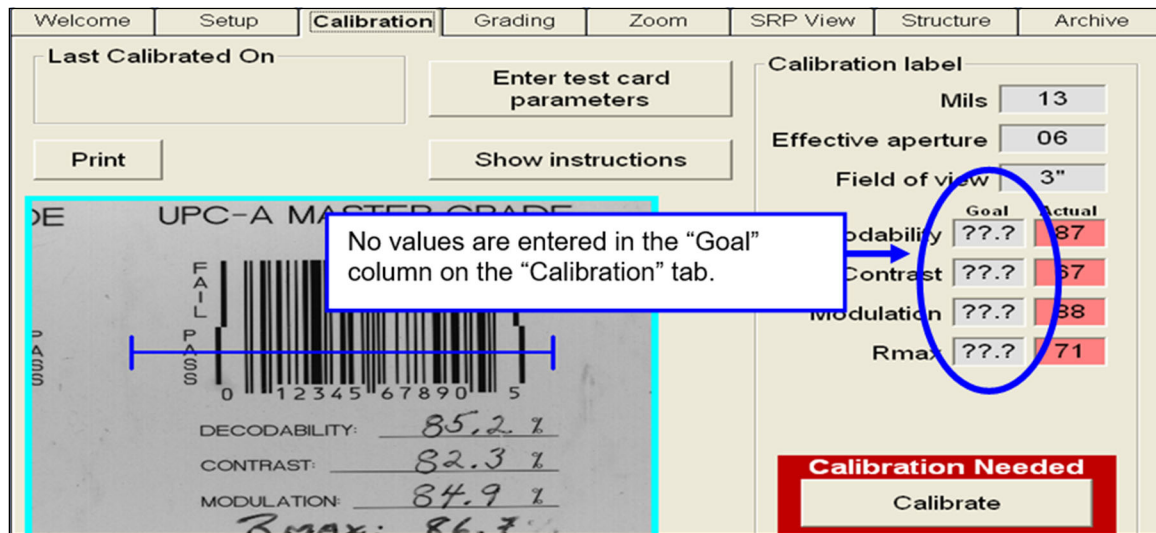 Welcome Setup Calibration Grading Zoom SRP View Structure Archive
Last Calibrated On
Enter test card
parameters
Print
Show instructions
Calibration label
Mils 13
Effective aperture 06
Field of view 3"
Goal Actual
??.? 87
Contrast ??.? 67
Modulation ??.? 88
Rmax ??.? 71
Calibration Needed
Calibrate
No values are entered in the “Goal”
column on the “Calibration” tab.
UPC-A MASTER GRADE
FAIL
PASS
PASS
0 12345 67890 5
DECODABILITY: 85.2 %
CONTRAST: 82.3 %
MODULATION: 84.9 %
Rmax: 86.7 %